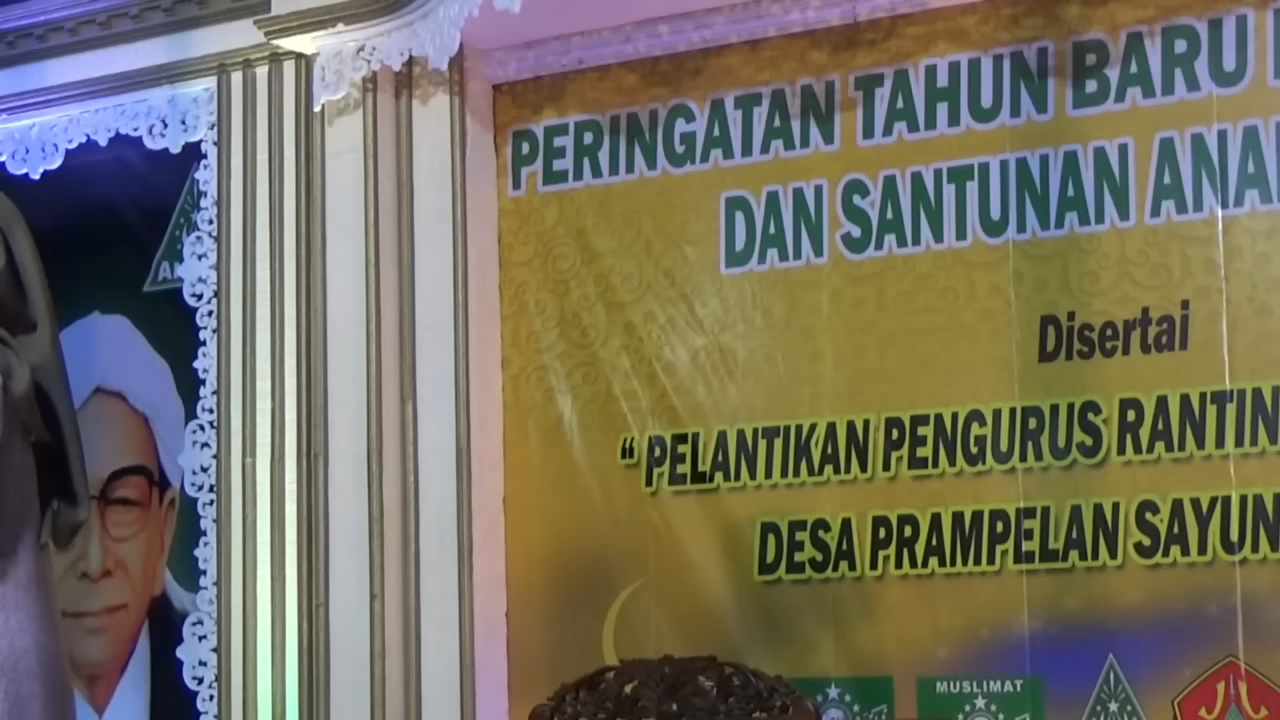 PERINGATAN TAHUN BARU
DAN SANTUNAN
Disertai
" PELANTIKAN PENGURUS
DESA PRAMPELAN
MUSLIMAT